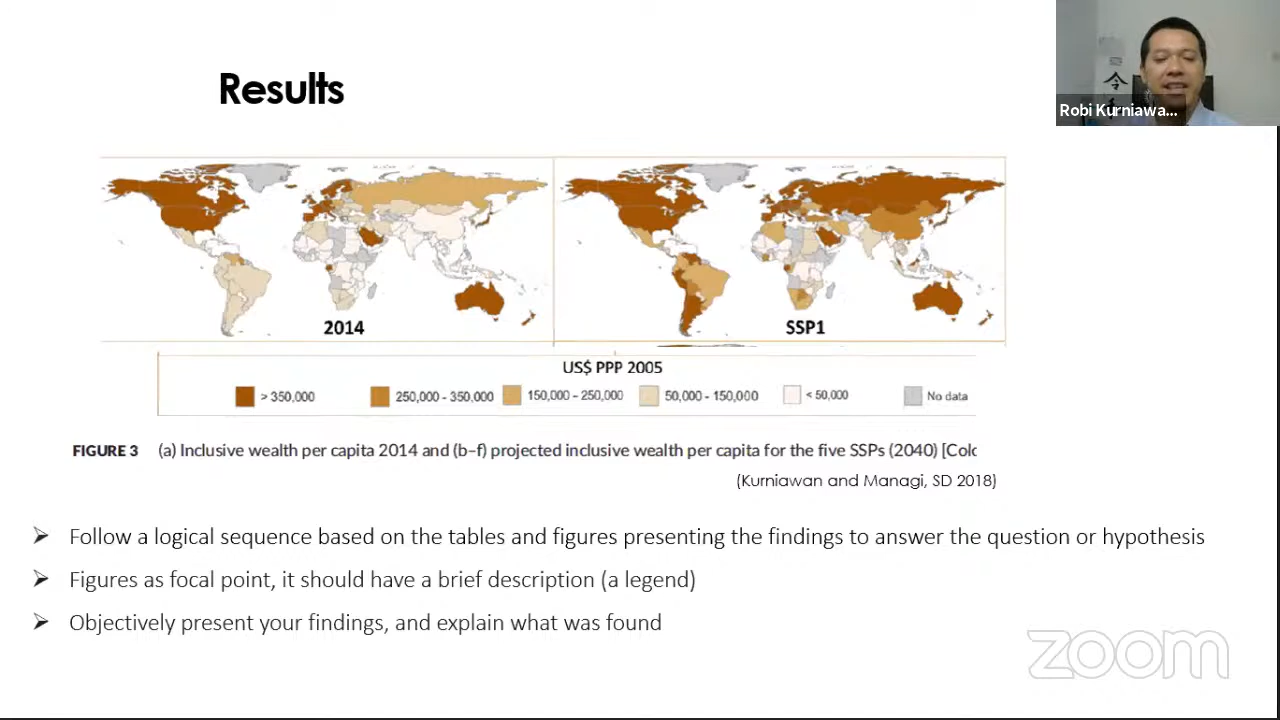 Results
令
Robi Kurniawa...
2014
SSP1
US$ PPP 2005
> 350,000
250,000 - 350,000
150,000 - 250,000
50,000 - 150,000
< 50,000
No data
FIGURE 3 (a) Inclusive wealth per capita 2014 and (b–f) projected inclusive wealth per capita for the five SSPs (2040) [Colo
(Kurniawan and Managi, SD 2018)
Follow a logical sequence based on the tables and figures presenting the findings to answer the question or hypothesis
Figures as focal point, it should have a brief description (a legend)
Objectively present your findings, and explain what was found
zoom